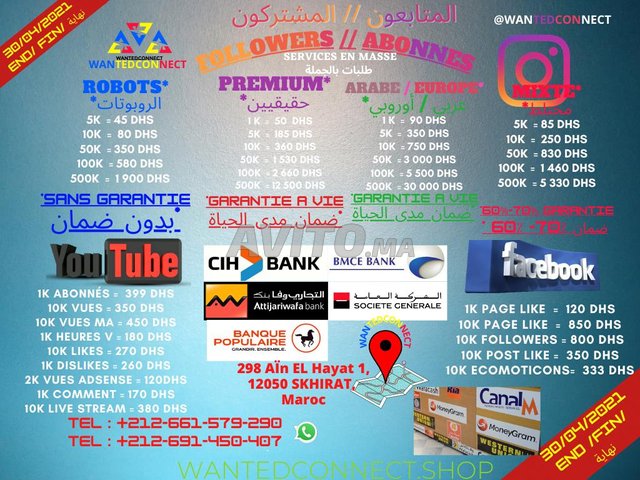 30/04/2021
END/ FIN/ نهاية
WANTEDCONNECT
WANTEDCONNECT
المتابعون // المشتركون
FOLLOWERS // ABONNES
SERVICES EN MASSE
طلبات بالجملة
@WANTEDCONNECT
ROBOTS*
الروبوتات*
5K = 45 DHS
10K = 80 DHS
50K = 350 DHS
100K = 580 DHS
500K = 1 900 DHS
*SANS GARANTIE
*بدون ضمان
PREMIUM*
حقيقيين*
1 K = 50 DHS
5K = 185 DHS
10K = 360 DHS
50K = 1 530 DHS
100K = 2 660 DHS
500K = 12 500 DHS
*GARANTIE A VIE
*ضمان مدى الحياة
ARABE / EUROPE*
عربي / أوروبي*
1 K = 90 DHS
5K = 350 DHS
10K = 750 DHS
50K = 3 000 DHS
100K = 5 500 DHS
500K = 30 000 DHS
*GARANTIE A VIE
*ضمان مدى الحياة
MIXTE*
5K = 85 DHS
10K = 250 DHS
50K = 830 DHS
100K = 1 460 DHS
500K = 5 330 DHS
*60%-70% GARANTIE
*ضمان 70٪- 60٪
AVITO.MA
YouTube
1K ABONNÉS = 399 DHS
10K VUES = 350 DHS
10K VUES MA = 450 DHS
1K HEURES V = 180 DHS
10K LIKES = 270 DHS
1K DISLIKES = 260 DHS
2K VUES ADSENSE = 120DHS
1K COMMENT = 170 DHS
10K LIVE STREAM = 380 DHS
CIH BANK
BMCE BANK
التجاري وفا بنك
Attijariwafa bank
الشركة العامة
SOCIETE GENERALE
BANQUE
POPULAIRE
GRANDIR. ENSEMBLE.
WANTEDCONNECT
298 AÏn EL Hayat 1,
12050 SKHIRAT,
Maroc
facebook
1K PAGE LIKE = 120 DHS
10K PAGE LIKE = 850 DHS
10K FOLLOWERS = 800 DHS
10K POST LIKE = 350 DHS
10K ECOMOTICONS= 333 DHS
MoneyGram
CanalM
MoneyGram
WESTERN UNION
TEL : +212-661-579-290
TEL : +212-691-450-407
WANTEDCONNECT.SHOP
30/04/2021
END /FIN/
نهاية